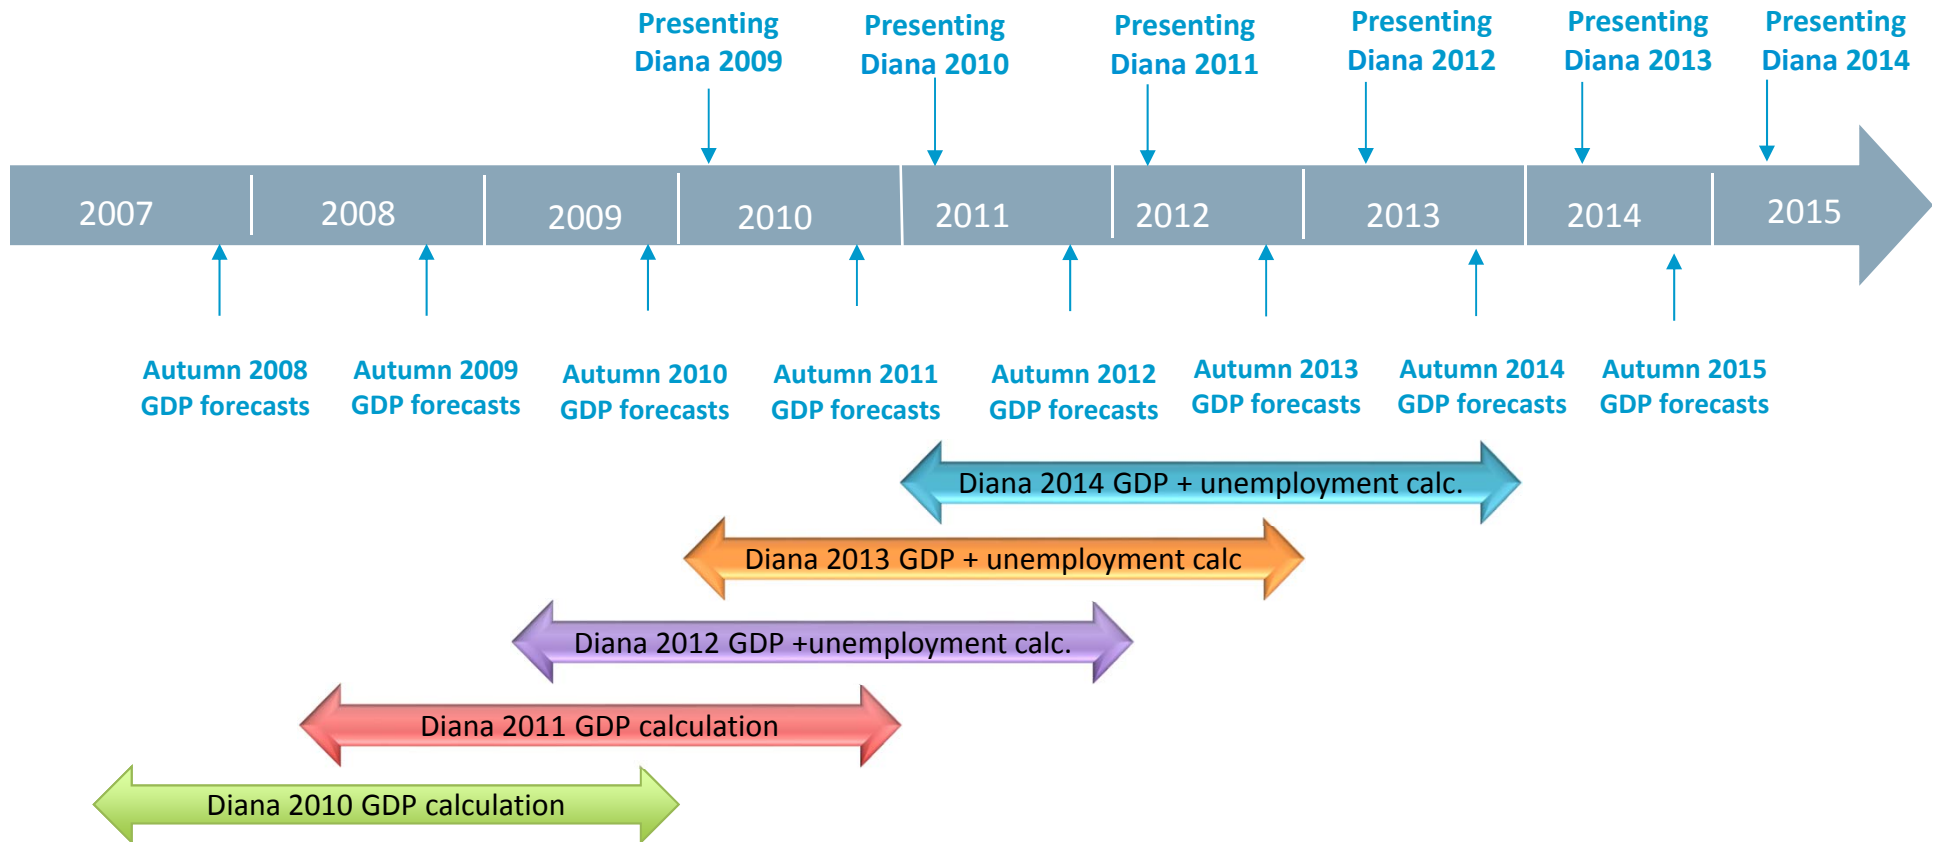 Presenting
Diana 2009
Presenting
Diana 2010
Presenting
Diana 2011
Presenting
Diana 2012
Presenting
Diana 2013
Presenting
Diana 2014
2007
2008
2009
2010
2011
2012
2013
2014
2015
Autumn 2008
GDP forecasts
Autumn 2009
GDP forecasts
Autumn 2010
GDP forecasts
Autumn 2011
GDP forecasts
Autumn 2012
GDP forecasts
Autumn 2013
GDP forecasts
Autumn 2014
GDP forecasts
Autumn 2015
GDP forecasts
Diana 2014 GDP + unemployment calc.
Diana 2013 GDP + unemployment calc
Diana 2012 GDP +unemployment calc.
Diana 2011 GDP calculation
Diana 2010 GDP calculation